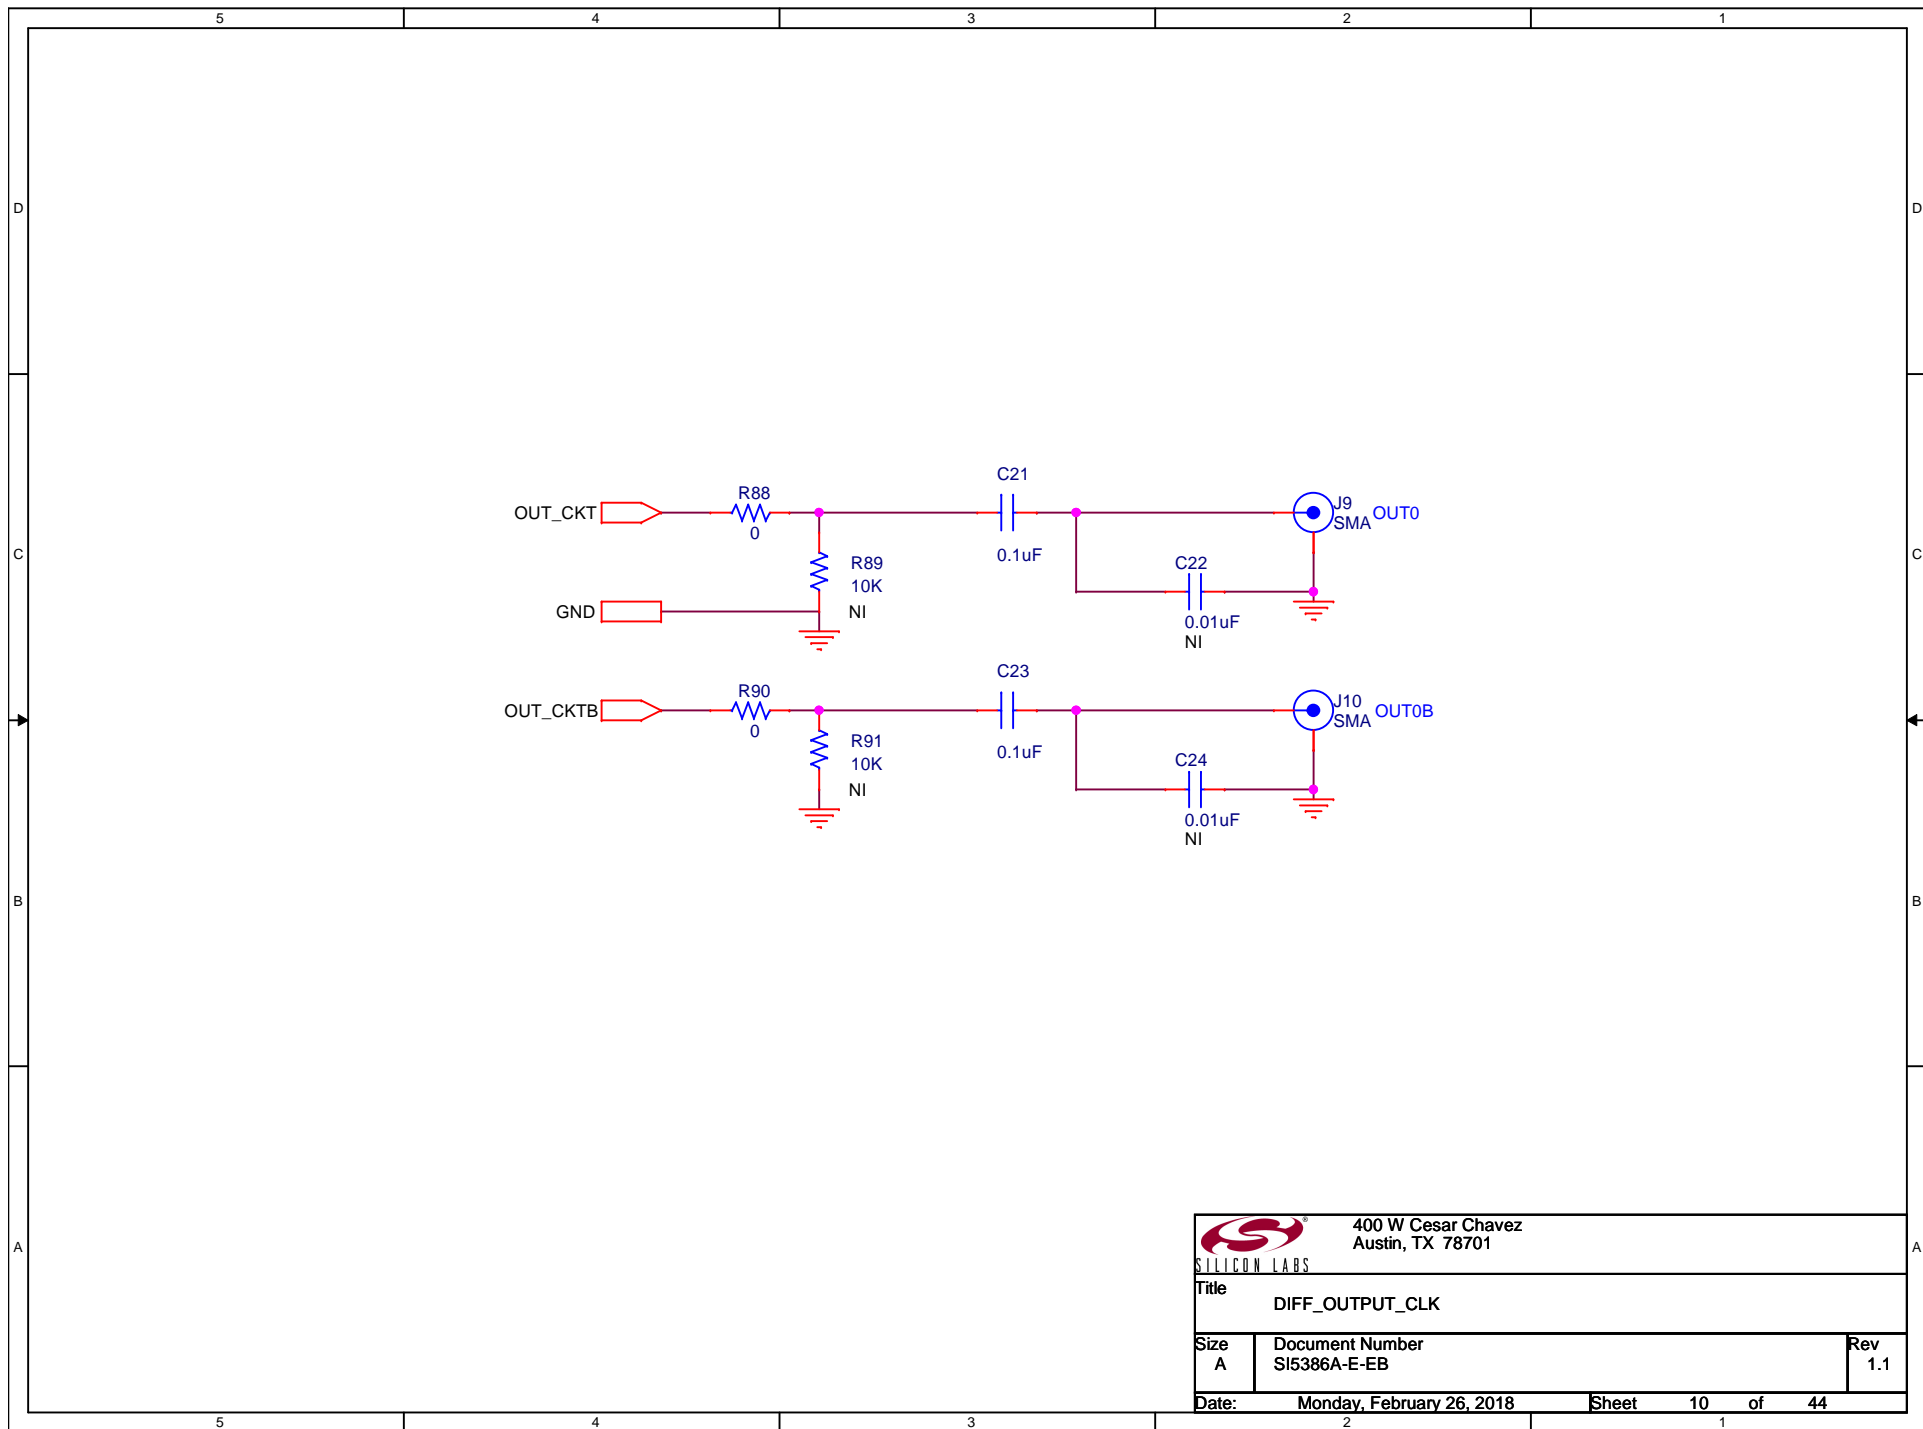 5 4 3 2 1
D D
C21
R88
OUT_CKT
J9
SMA OUT0
0
0.1uF
C C
R89
10K
NI
C22
GND
0.01uF
NI
C23
R90
OUT_CKTB
J10
SMA OUT0B
0
0.1uF
R91
10K
NI
C24
0.01uF
NI
B B
A A
400 W Cesar Chavez
Austin, TX 78701
®
SILICON LABS
Title
DIFF_OUTPUT_CLK
Size Document Number Rev
A SI5386A-E-EB 1.1
Date: Monday, February 26, 2018 Sheet 10 of 44
5 4 3 2 1